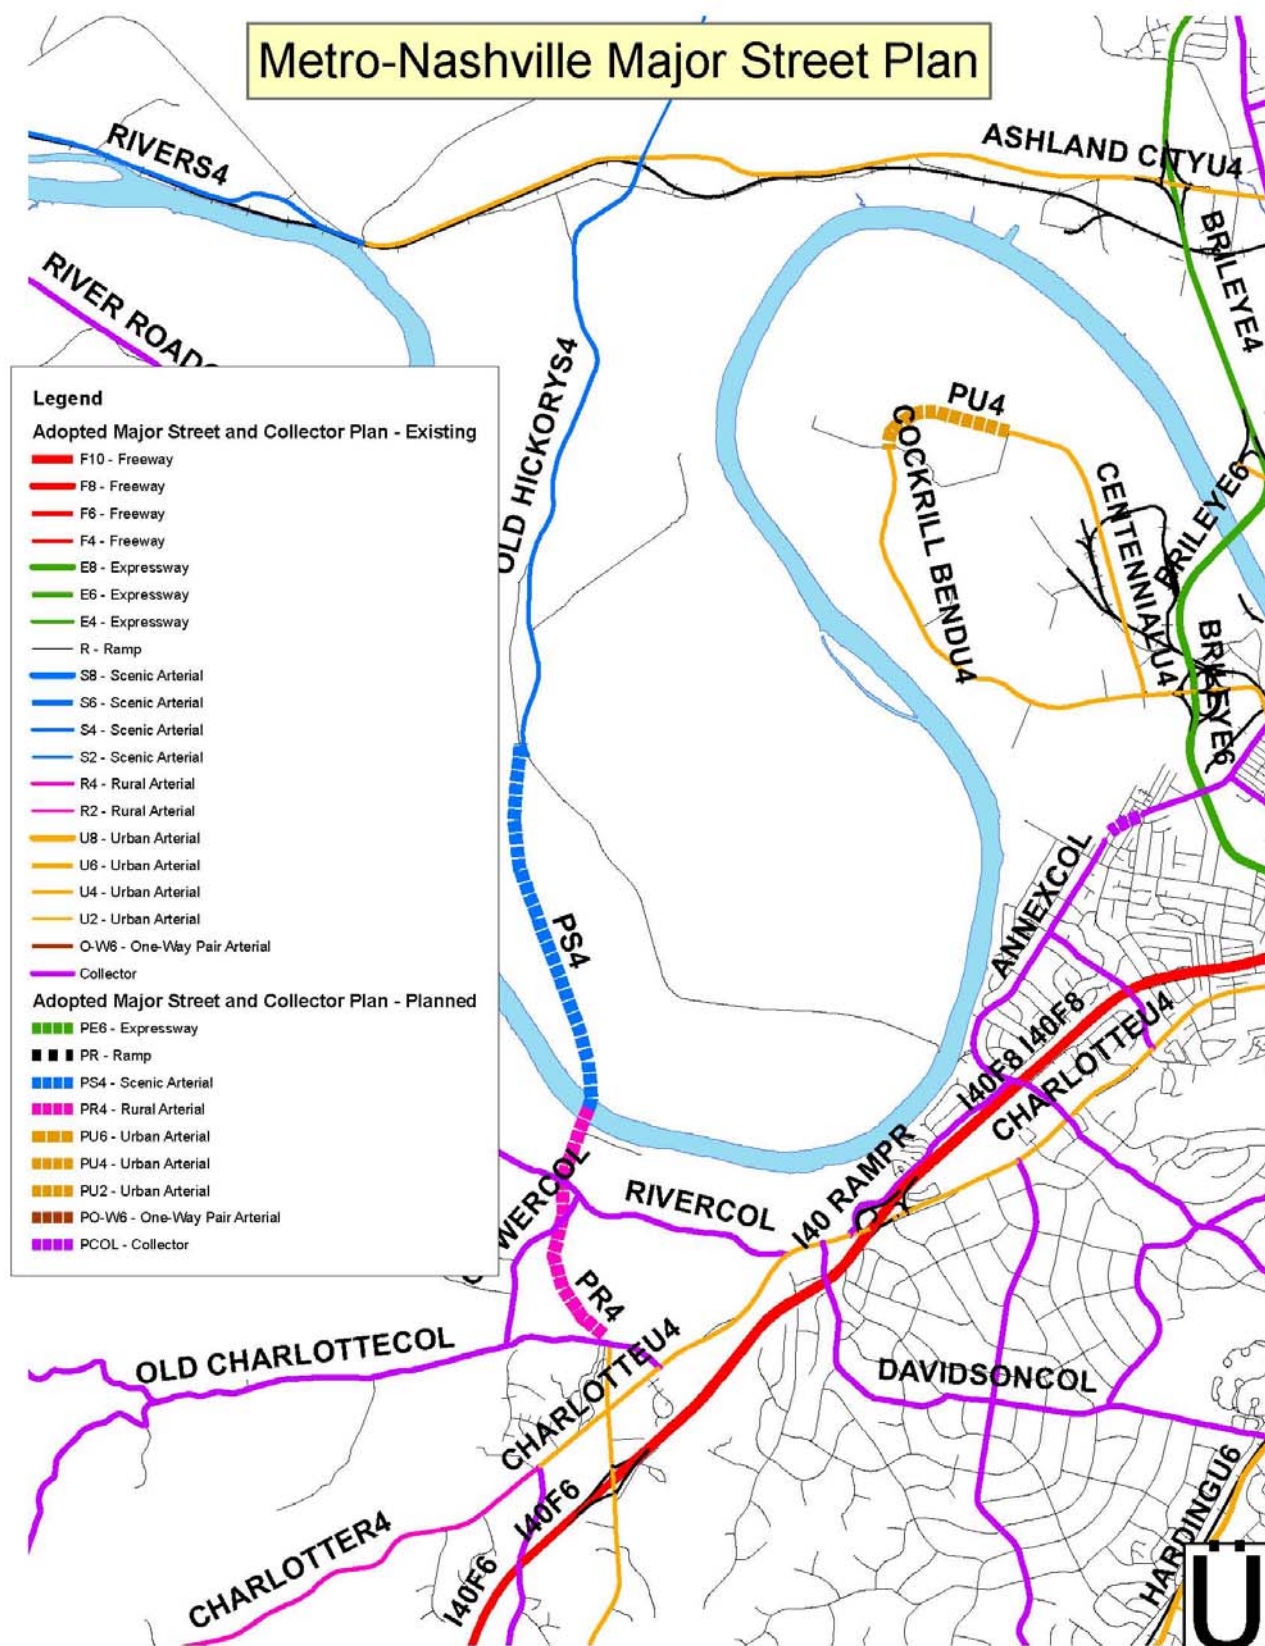 Metro-Nashville Major Street Plan
RIVERS4
ASHLAND CITYU4
BRILEYE4
RIVER ROAD
OLD HICKORYS4
PU4
COCKRILL BENDU4
CENTENNIALU4
BRILEYE6
BRILEYE6
Legend
Adopted Major Street and Collector Plan - Existing
F10 - Freeway
F8 - Freeway
F6 - Freeway
F4 - Freeway
E8 - Expressway
E6 - Expressway
E4 - Expressway
R - Ramp
S8 - Scenic Arterial
S6 - Scenic Arterial
S4 - Scenic Arterial
S2 - Scenic Arterial
R4 - Rural Arterial
R2 - Rural Arterial
U8 - Urban Arterial
U6 - Urban Arterial
U4 - Urban Arterial
U2 - Urban Arterial
O-W6 - One-Way Pair Arterial
Collector
Adopted Major Street and Collector Plan - Planned
PE6 - Expressway
PR - Ramp
PS4 - Scenic Arterial
PR4 - Rural Arterial
PU6 - Urban Arterial
PU4 - Urban Arterial
PU2 - Urban Arterial
PO-W6 - One-Way Pair Arterial
PCOL - Collector
PS4
ANNEXCOL
I40F8
I40F8
CHARLOTTEU4
WERCOL
RIVERCOL
I40 RAMPR
PR4
OLD CHARLOTTECOL
CHARLOTTEU4
DAVIDSONCOL
CHARLOTTER4
I40F6
I40F6
HARDINGU6
Ü